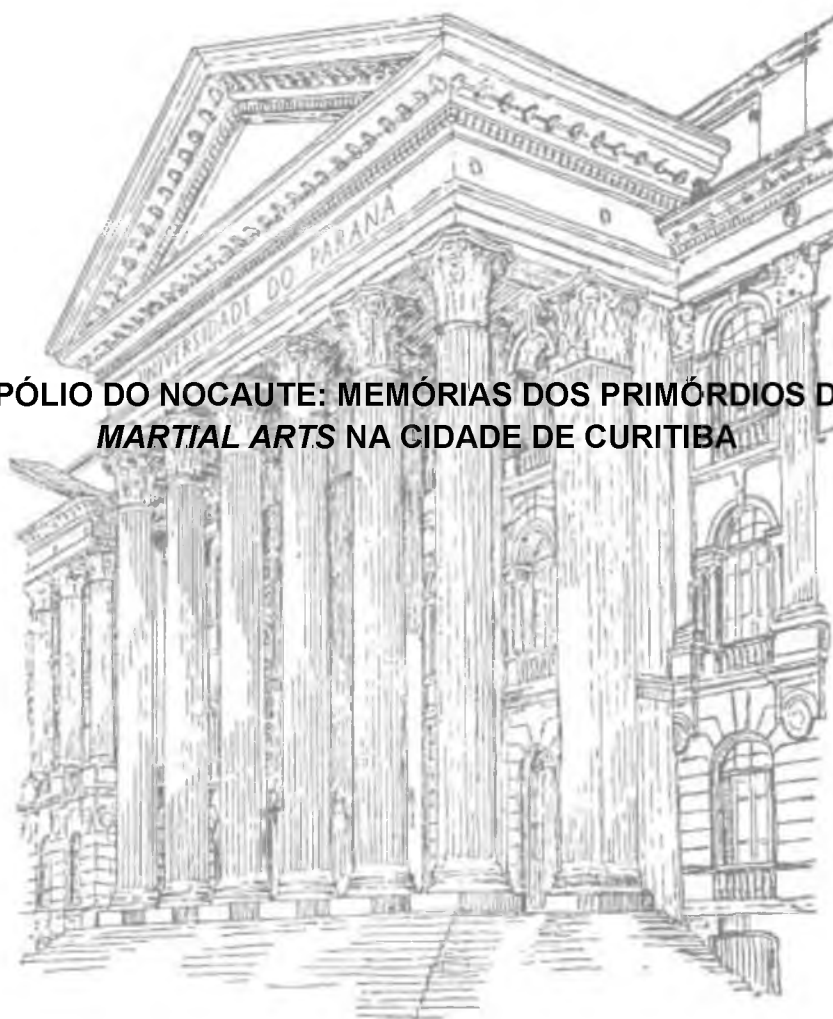 UNIVERSIDADE DO PARANÁ
PÓLIO DO NOCAUTE: MEMÓRIAS DOS PRIMÓRDIOS D
MARTIAL ARTS NA CIDADE DE CURITIBA